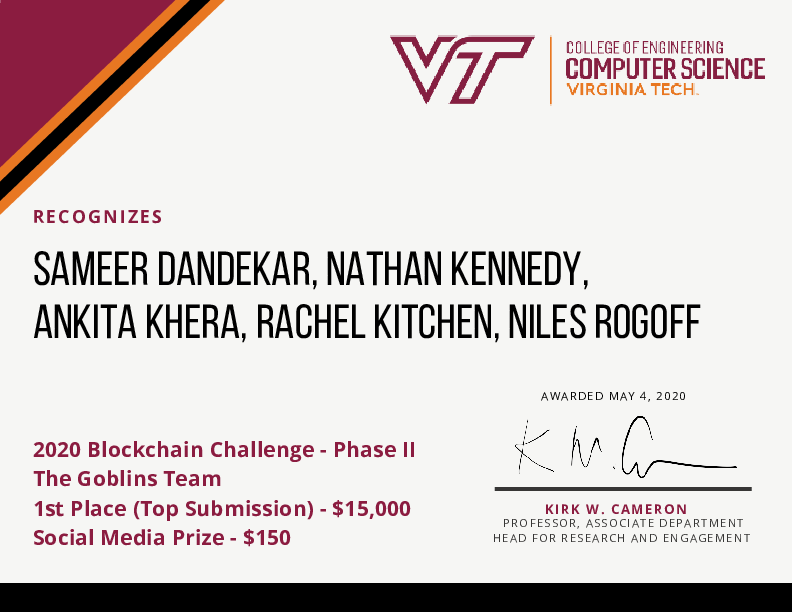 VT
COLLEGE OF ENGINEERING
COMPUTER SCIENCE
VIRGINIA TECH.
RECOGNIZES
SAMEER DANDEKAR, NATHAN KENNEDY,
ANKITA KHERA, RACHEL KITCHEN, NILES ROGOFF
AWARDED MAY 4, 2020
K W. C
2020 Blockchain Challenge - Phase II
The Goblins Team
1st Place (Top Submission) - $15,000
Social Media Prize - $150
KIRK W. CAMERON
PROFESSOR, ASSOCIATE DEPARTMENT
HEAD FOR RESEARCH AND ENGAGEMENT